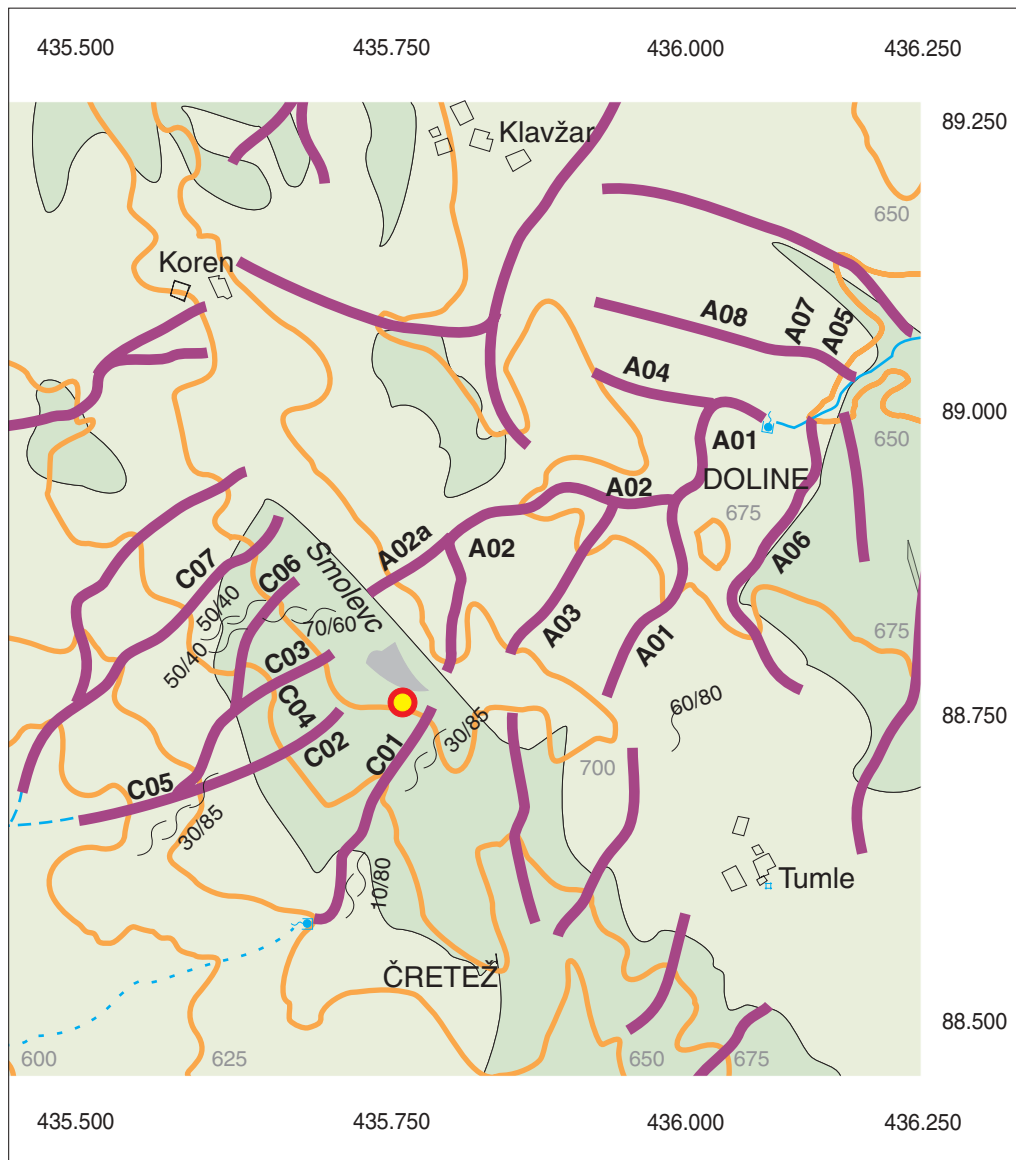 435.500 435.750 436.000 436.250
89.250
Klavžar
650
Koren
A08
A07
A05
A04
89.000
A01
650
A02
DOLINE
675
A02a
A02
Smolevc
C07
C06
A06
50/40
70/60
A03
A01
675
50/40
C03
C04
60/80
88.750
C02
C01
30/85
700
C05
30/85
10/80
Tumle
ČRETEŽ
88.500
600 625 650 675
435.500 435.750 436.000 436.250